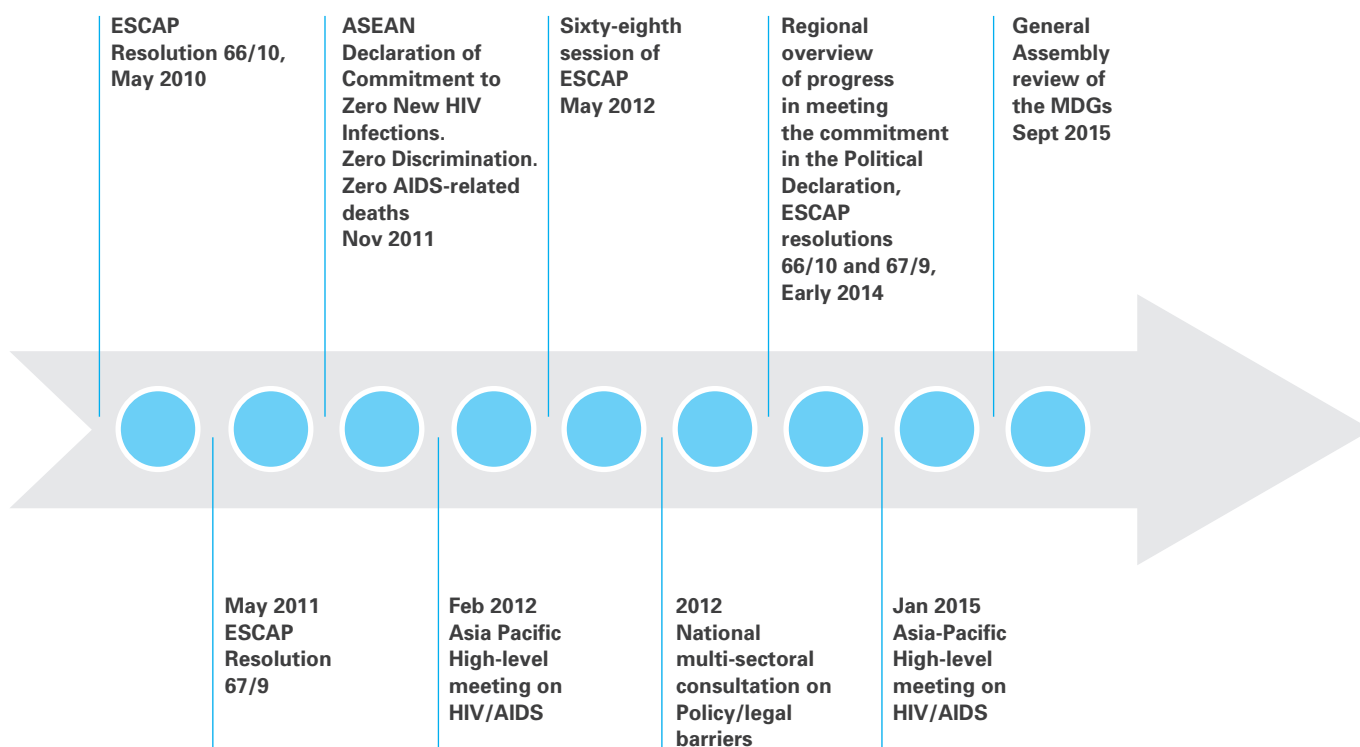 ESCAP
Resolution 66/10,
May 2010
ASEAN
Declaration of
Commitment to
Zero New HIV
Infections.
Zero Discrimination.
Zero AIDS-related
deaths
Nov 2011
Sixty-eighth
session of
ESCAP
May 2012
Regional
overview
of progress
in meeting
the commitment
in the Political
Declaration,
ESCAP
resolutions
66/10 and 67/9,
Early 2014
General
Assembly
review of
the MDGs
Sept 2015
May 2011
ESCAP
Resolution
67/9
Feb 2012
Asia Pacific
High-level
meeting on
HIV/AIDS
2012
National
multi-sectoral
consultation on
Policy/legal
barriers
Jan 2015
Asia-Pacific
High-level
meeting on
HIV/AIDS